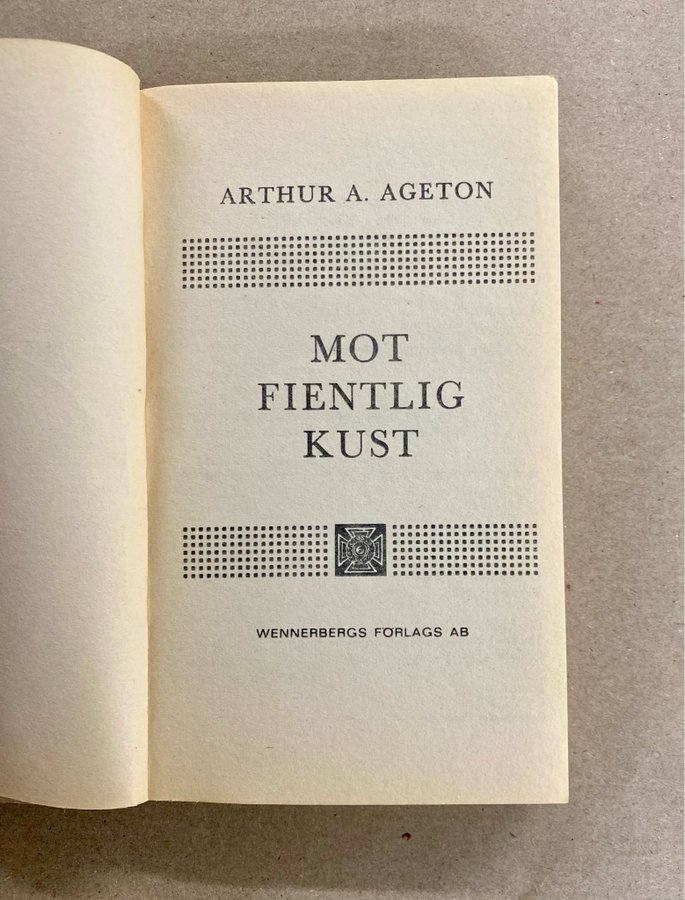 ARTHUR A. AGETON
MOT
FIENTLIG
KUST
WENNERBERGS FÖRLAGS AB